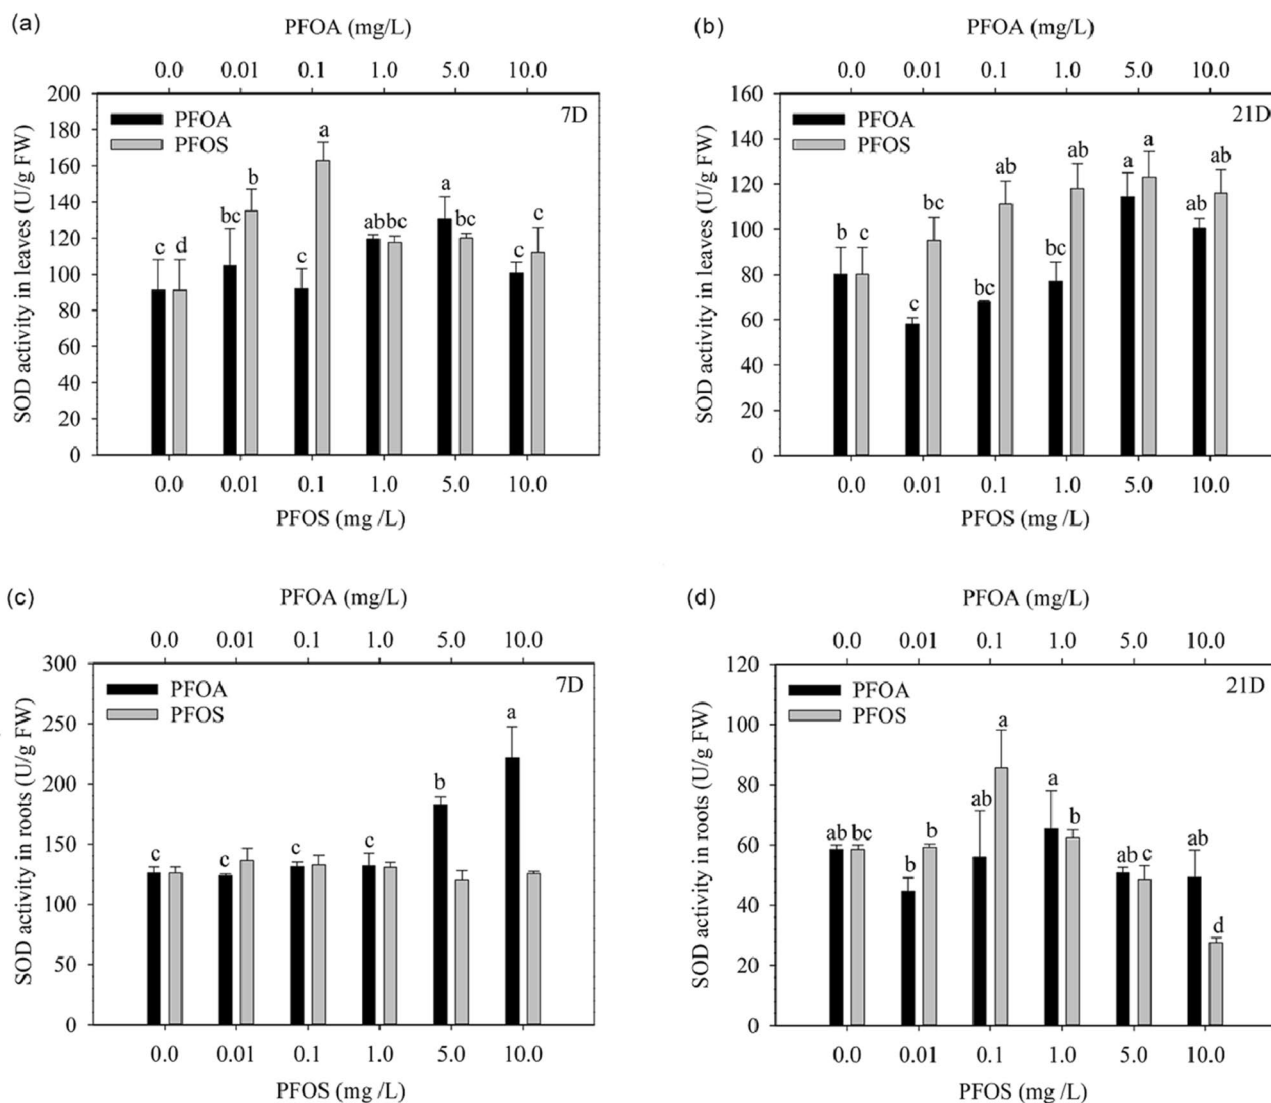 (a)
PFOA (mg/L)
0.0 0.01 0.1 1.0 5.0 10.0
SOD activity in leaves (U/g FW)
200
180
160
140
120
100
80
60
40
20
0
PFOA
PFOS
7D
c d bc b c a ab bc a bc c c
0.0 0.01 0.1 1.0 5.0 10.0
PFOS (mg /L)
(b)
PFOA (mg/L)
0.0 0.01 0.1 1.0 5.0 10.0
SOD activity in leaves (U/g FW)
160
140
120
100
80
60
40
20
0
PFOA
PFOS
21D
b c c bc bc ab bc ab a a ab ab
0.0 0.01 0.1 1.0 5.0 10.0
PFOS (mg /L)
(c)
PFOA (mg/L)
0.0 0.01 0.1 1.0 5.0 10.0
SOD activity in roots (U/g FW)
300
250
200
150
100
50
0
PFOA
PFOS
7D
c c c c b a
0.0 0.01 0.1 1.0 5.0 10.0
PFOS (mg /L)
(d)
PFOA (mg/L)
0.0 0.01 0.1 1.0 5.0 10.0
SOD activity in roots (U/g FW)
120
100
80
60
40
20
0
PFOA
PFOS
21D
ab bc b b ab a a b ab c ab d
0.0 0.01 0.1 1.0 5.0 10.0
PFOS (mg /L)